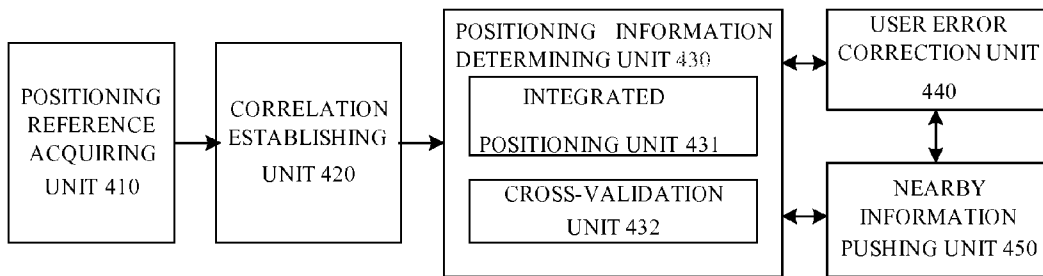 POSITIONING
REFERENCE
ACQUIRING
UNIT 410
CORRELATION
ESTABLISHING
UNIT 420
POSITIONING INFORMATION
DETERMINING UNIT 430
INTEGRATED
POSITIONING UNIT 431
CROSS-VALIDATION
UNIT 432
USER ERROR
CORRECTION UNIT
440
NEARBY
INFORMATION
PUSHING UNIT 450